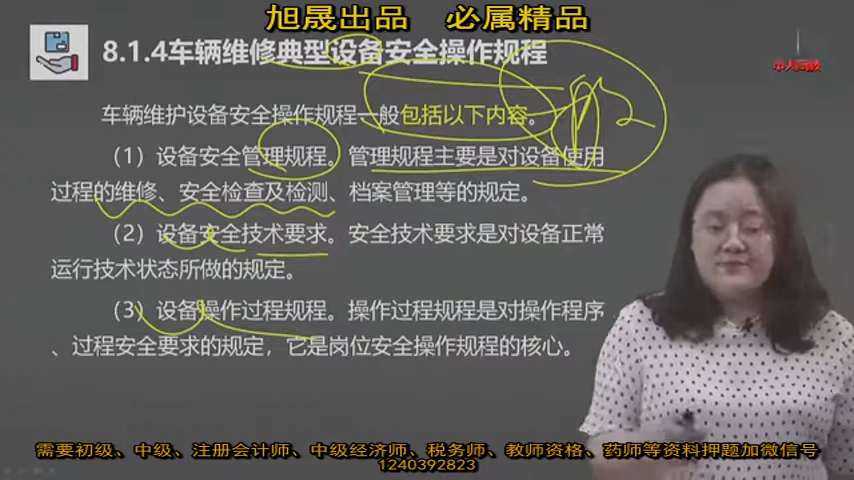 旭晟出品 必属精品
8.1.4车辆维修典型设备安全操作规程
车辆维护设备安全操作规程一般包括以下内容。
（1）设备安全管理规程。管理规程主要是对设备使用
过程的维修、安全检查及检测、档案管理等的规定。
（2）设备安全技术要求。安全技术要求是对设备正常
运行技术状态所做的规定。
（3）设备操作过程规程。操作过程规程是对操作程序
、过程安全要求的规定，它是岗位安全操作规程的核心。
需要初级、中级、注册会计师、中级经济师、税务师、教师资格、药师等资料押题加微信号
1240392823